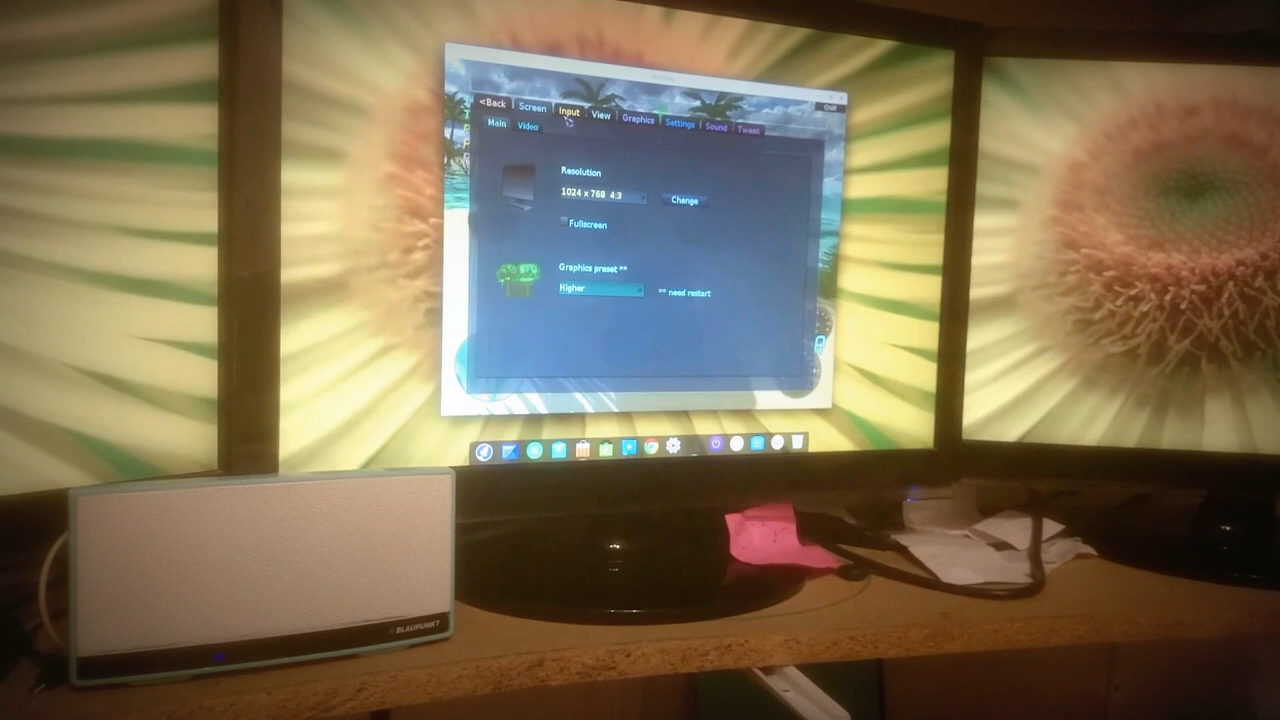 Quit
<Back Screen Input View Graphics Settings Sound Tweak
Main Video
Resolution
1024 x 768 4:3 Change
Fullscreen
Graphics preset **
Higher ** need restart
BLAUPUNKT